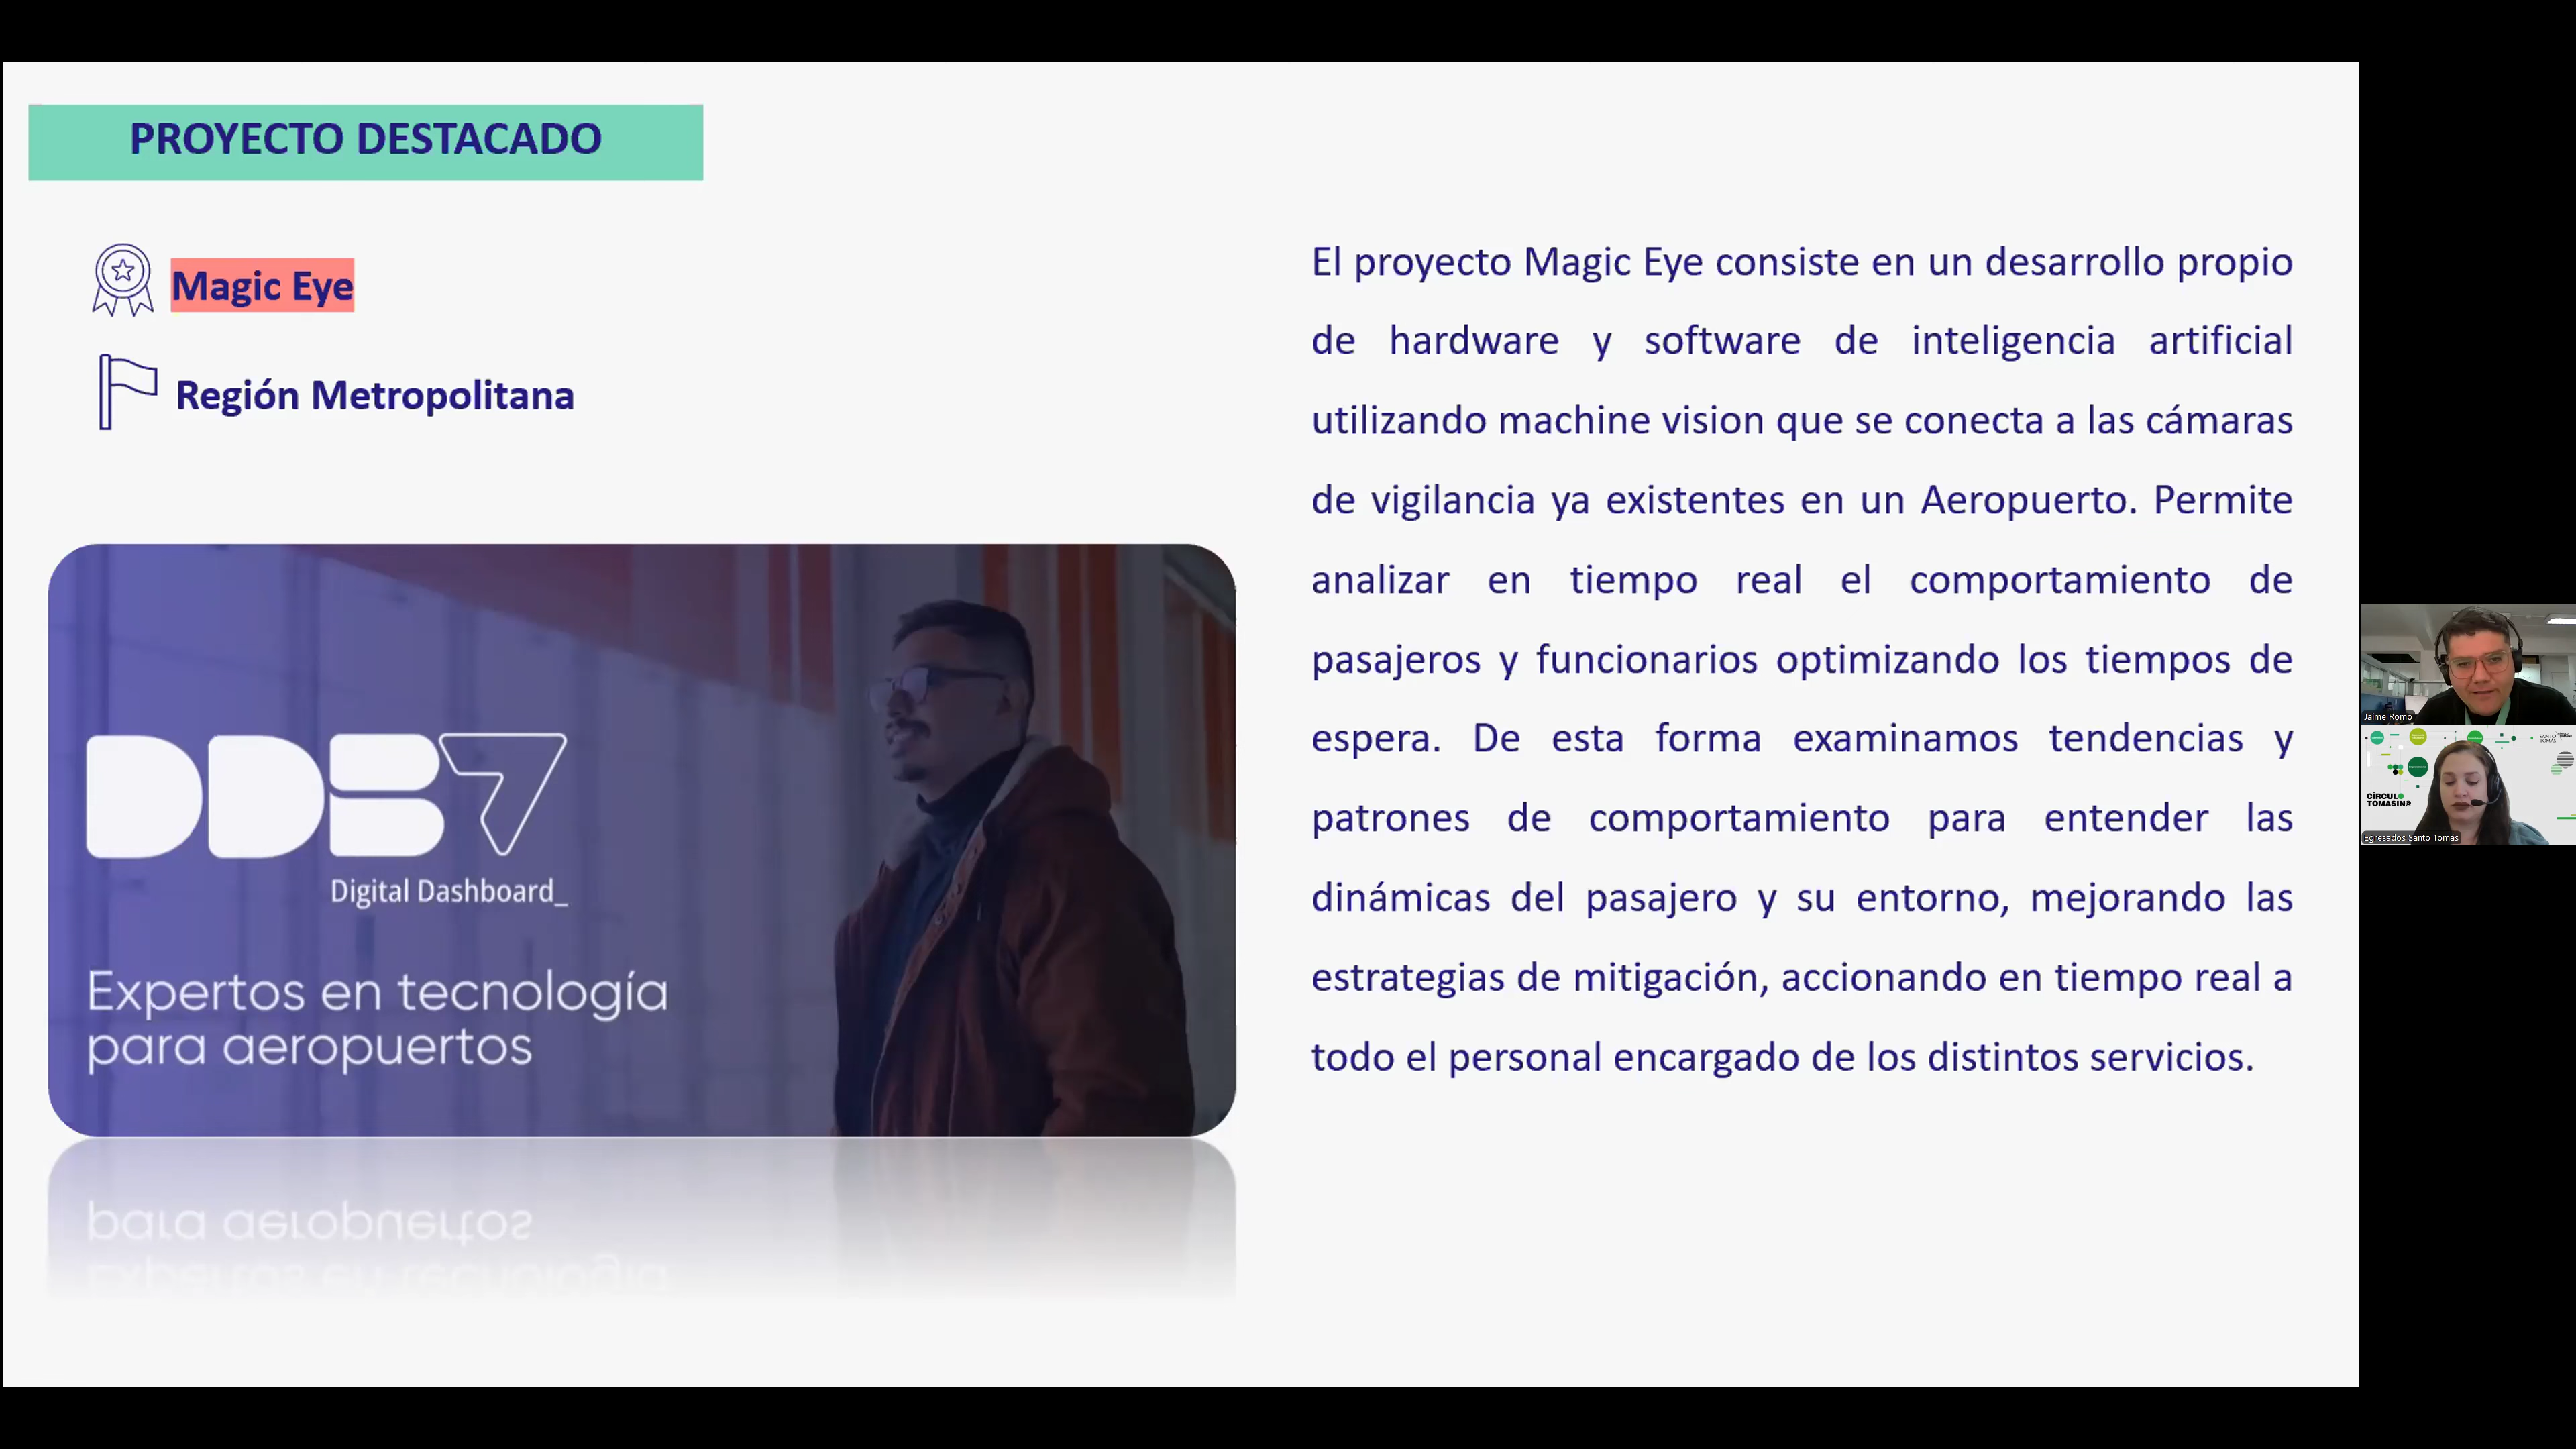 PROYECTO DESTACADO
Magic Eye
Región Metropolitana
DDB7
Digital Dashboard_
Expertos en tecnología
para aeropuertos
El proyecto Magic Eye consiste en un desarrollo propio
de hardware y software de inteligencia artificial
utilizando machine vision que se conecta a las cámaras
de vigilancia ya existentes en un Aeropuerto. Permite
analizar en tiempo real el comportamiento de
pasajeros y funcionarios optimizando los tiempos de
espera. De esta forma examinamos tendencias y
patrones de comportamiento para entender las
dinámicas del pasajero y su entorno, mejorando las
estrategias de mitigación, accionando en tiempo real a
todo el personal encargado de los distintos servicios.
Jaime Romo
SANTO TOMÁS
CÍRCULO
TOMASIN@
Egresados Santo Tomás